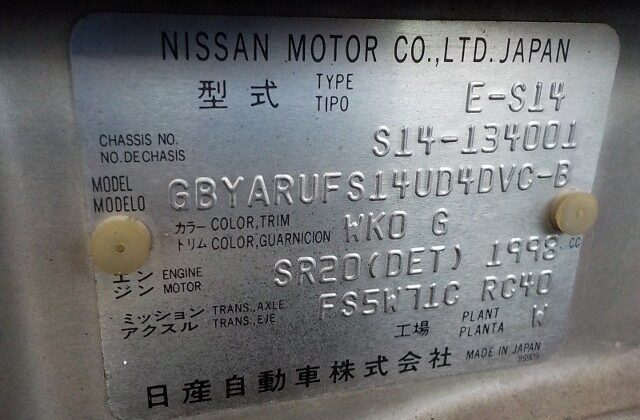 NISSAN MOTOR CO.,LTD. JAPAN
型式 TYPE TIPO E-S14
CHASSIS NO. NO. DE CHASIS S14-134001
MODEL MODELO GBYARUFS14UD4DVC-B
カラー COLOR,TRIM WK0 G
トリム COLOR,GUARNICION
エンジン ENGINE MOTOR SR20(DET) 1998 CC
ミッション TRANS.,AXLE FS5W71C RC40
アクスル TRANS.,EJE
工場 PLANT PLANTA W
日産自動車株式会社 MADE IN JAPAN